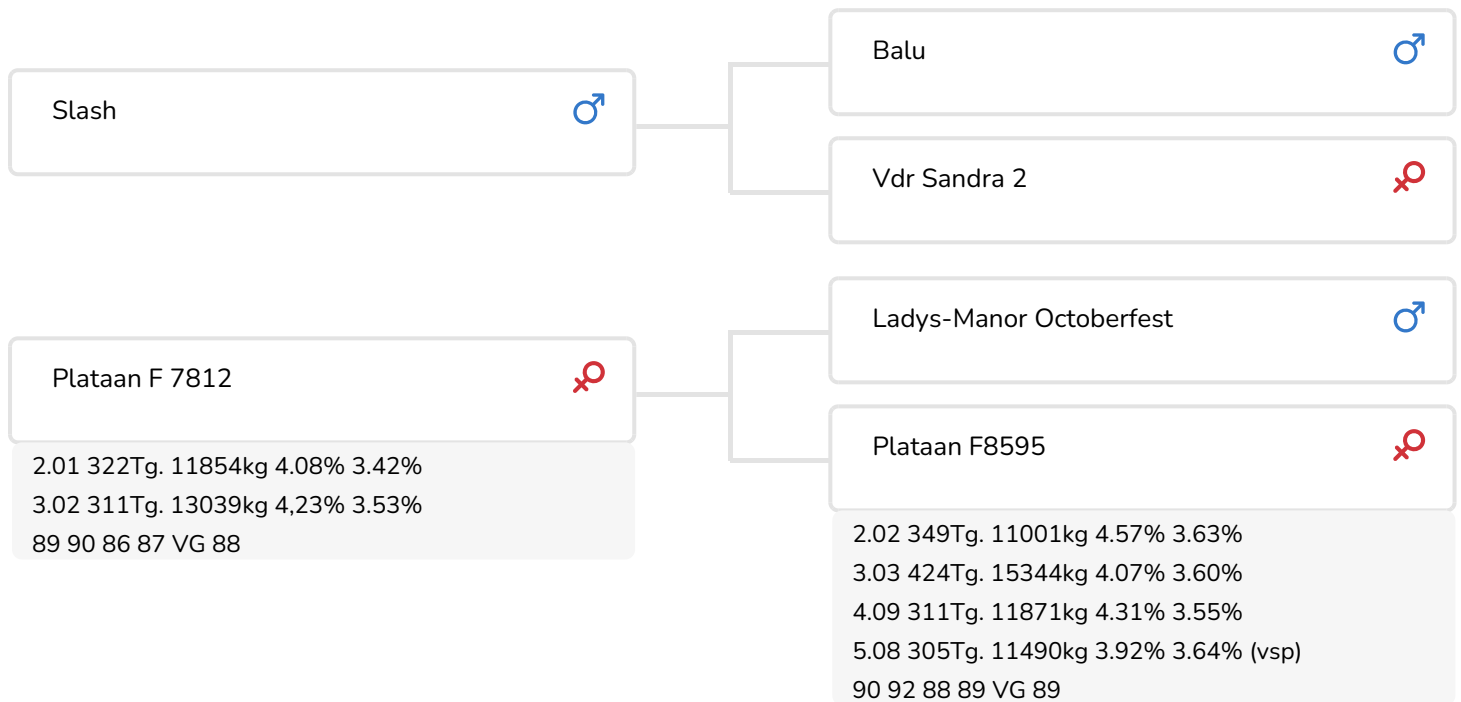 Slash
Balu
Vdr Sandra 2
Plataan F 7812
2.01 322Tg. 11854kg 4.08% 3.42%
3.02 311Tg. 13039kg 4,23% 3.53%
89 90 86 87 VG 88
Ladys-Manor Octoberfest
Plataan F8595
2.02 349Tg. 11001kg 4.57% 3.63%
3.03 424Tg. 15344kg 4.07% 3.60%
4.09 311Tg. 11871kg 4.31% 3.55%
5.08 305Tg. 11490kg 3.92% 3.64% (vsp)
90 92 88 89 VG 89